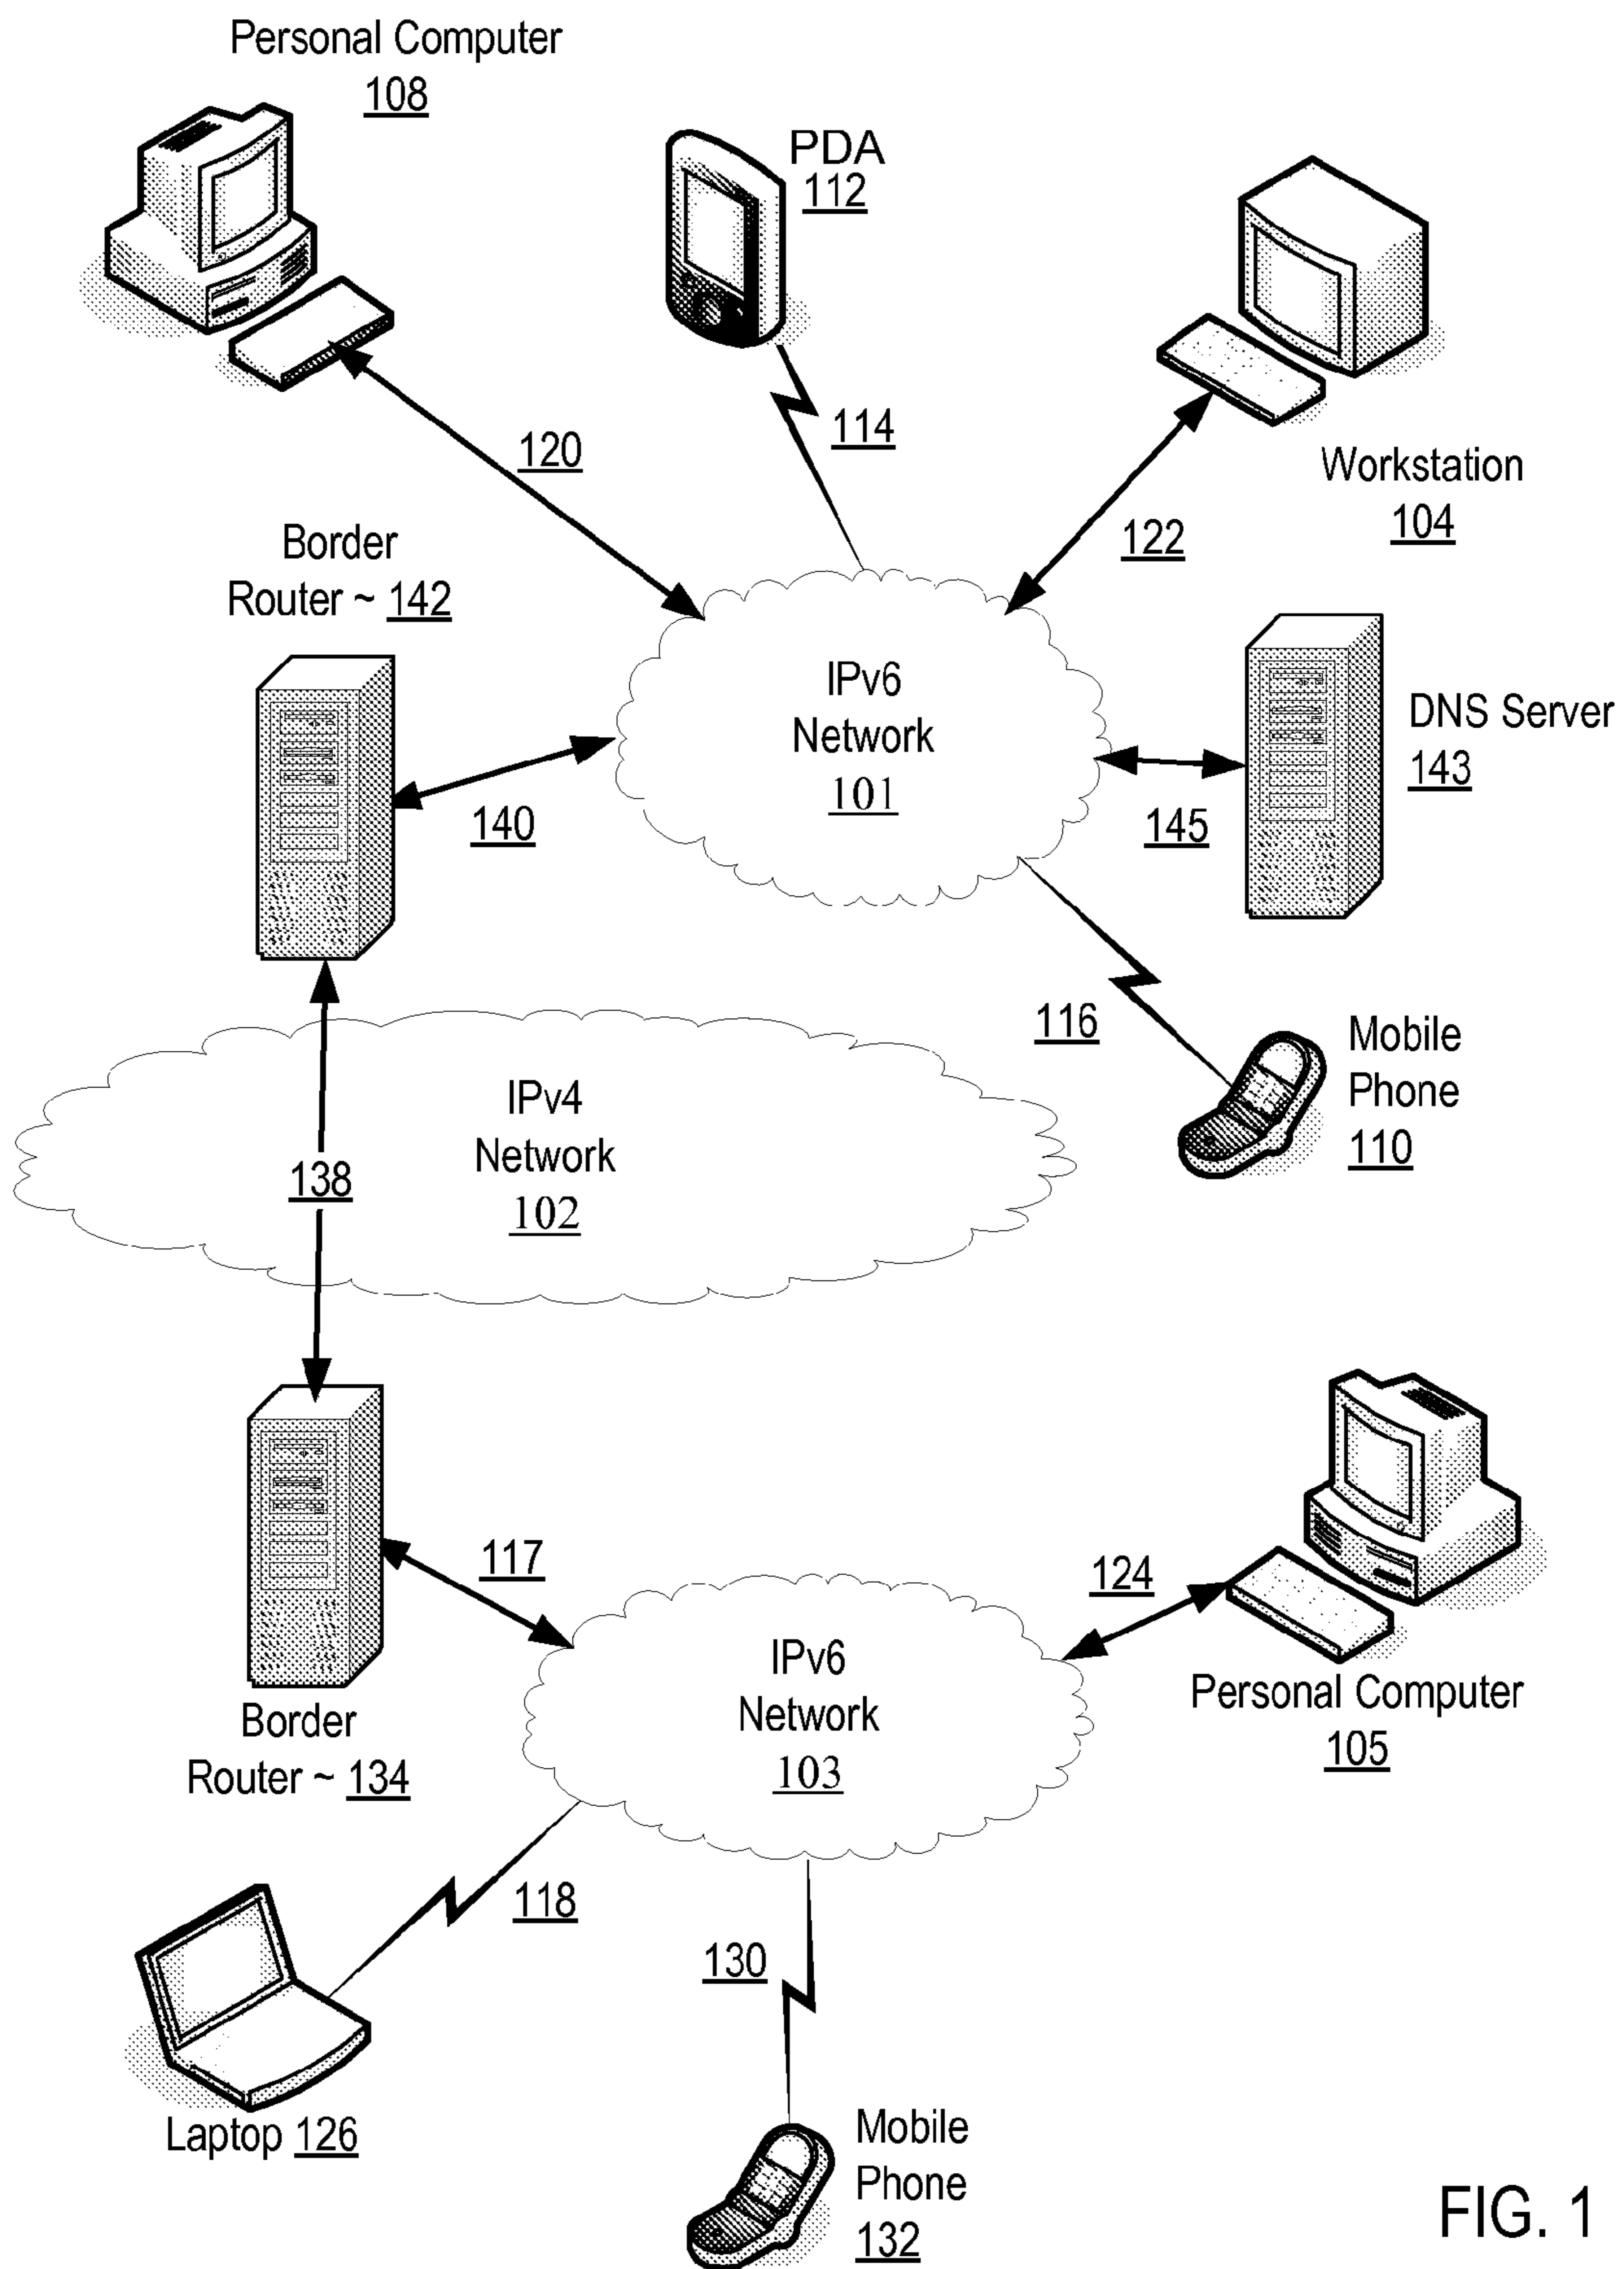 Personal Computer
108
PDA
112
114
120
Workstation
104
122
Border
Router ~ 142
IPv6
Network
101
DNS Server
143
140
145
116
Mobile
Phone
110
IPv4
Network
102
138
117
124
IPv6
Network
103
Personal Computer
105
Border
Router ~ 134
118
130
Laptop 126
Mobile
Phone
132
FIG. 1